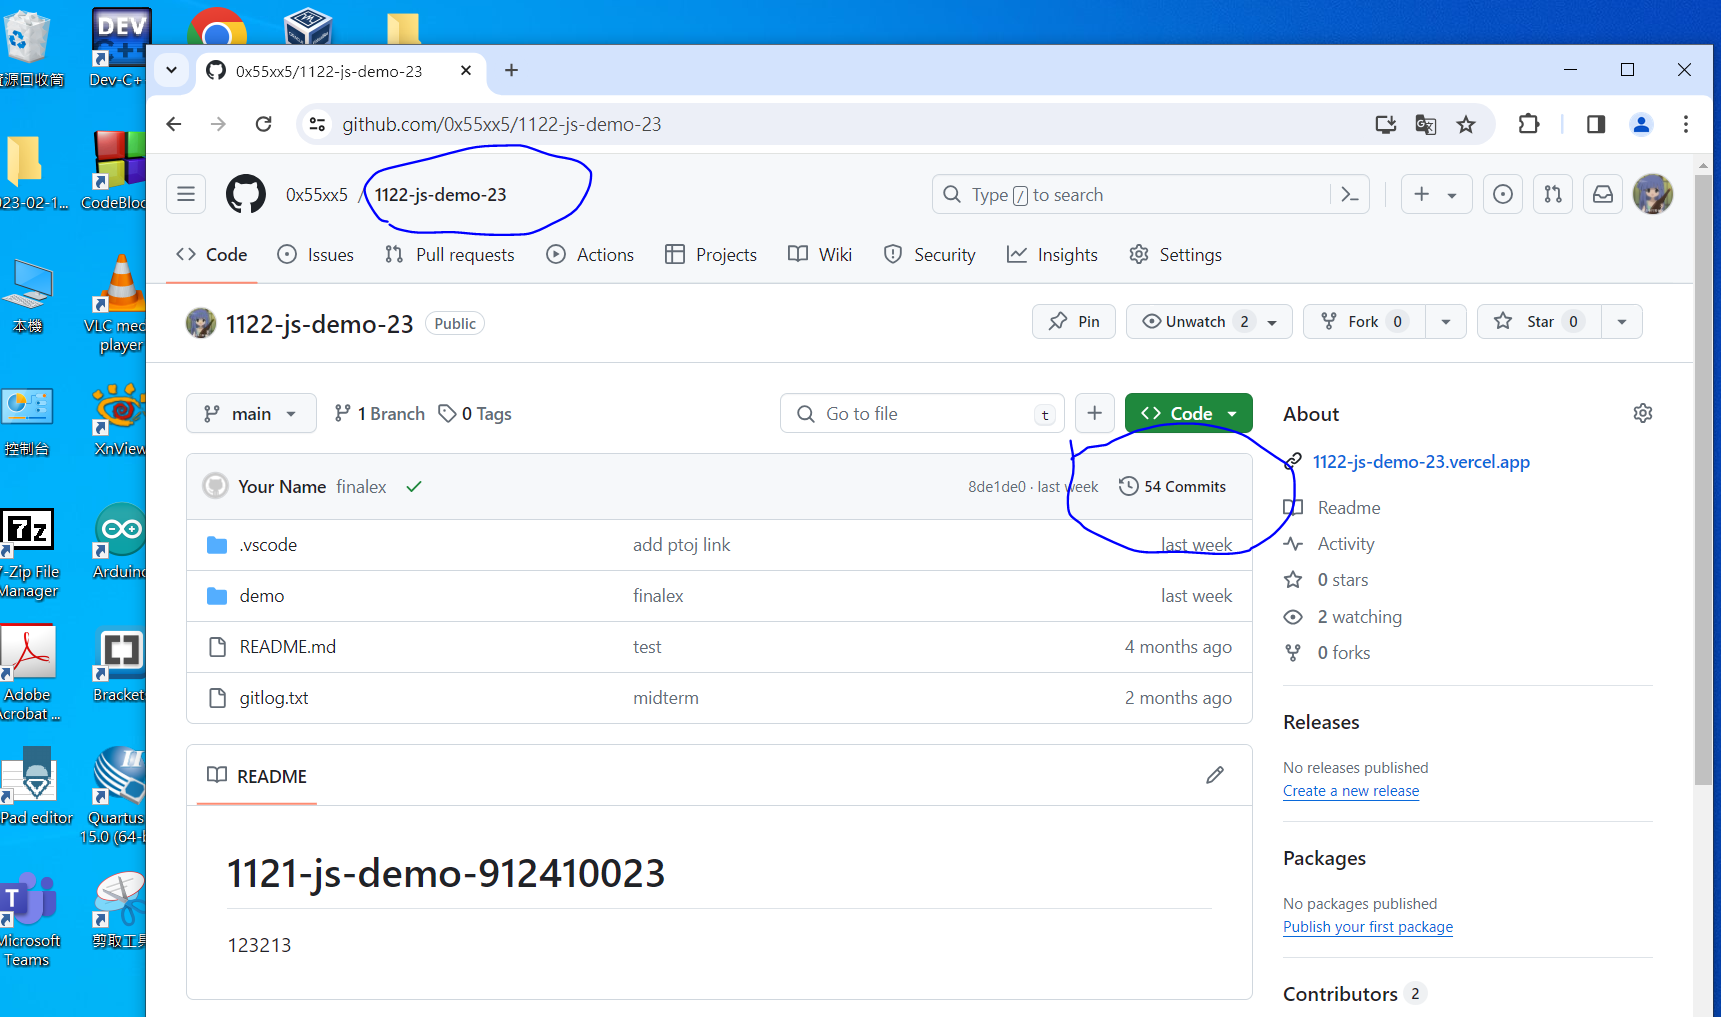 DEV
C++
資源回收筒
Dev-C+
0x55xx5/1122-js-demo-23
github.com/0x55xx5/1122-js-demo-23
023-02-1...
CodeBloc
0x55xx5 / 1122-js-demo-23
Type / to search
Code
Issues
Pull requests
Actions
Projects
Wiki
Security
Insights
Settings
本機
VLC mec
player
1122-js-demo-23
Public
Pin
Unwatch 2
Fork 0
Star 0
main
1 Branch
0 Tags
Go to file
t
Code
About
控制台
XnView
1122-js-demo-23.vercel.app
Your Name finalex
8de1de0 · last week
54 Commits
Readme
7z
.vscode
add ptoj link
last week
Activity
7-Zip File
Manager
Arduino
demo
finalex
last week
0 stars
2 watching
README.md
test
4 months ago
0 forks
Adobe
Acrobat ...
Bracket
gitlog.txt
midterm
2 months ago
Releases
No releases published
Create a new release
README
II
Pad editor
Quartus
15.0 (64-b
1121-js-demo-912410023
Packages
No packages published
Publish your first package
T
Microsoft
Teams
剪取工具
123213
Contributors 2